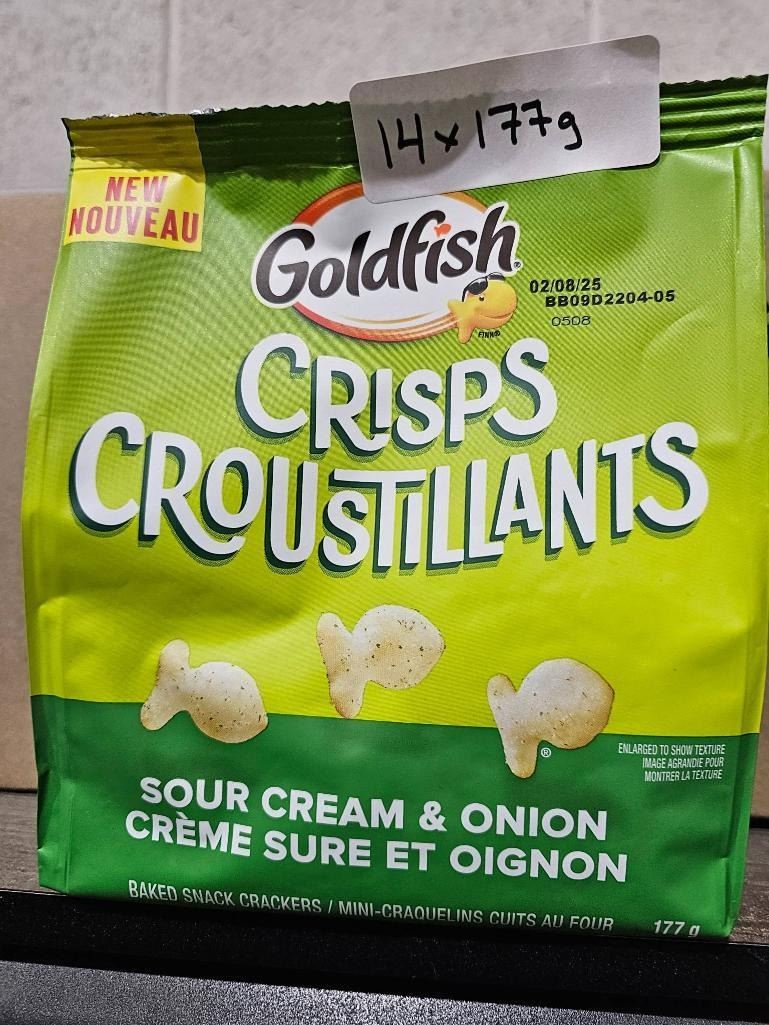 14x177g
NEW
NOUVEAU
Goldfish®
FINN®
02/08/25
BB09D2204-05
0508
CRISPS
CROUSTILLANTS
®
ENLARGED TO SHOW TEXTURE
IMAGE AGRANDIE POUR
MONTRER LA TEXTURE
SOUR CREAM & ONION
CRÈME SURE ET OIGNON
BAKED SNACK CRACKERS / MINI-CRAQUELINS CUITS AU FOUR
177 g